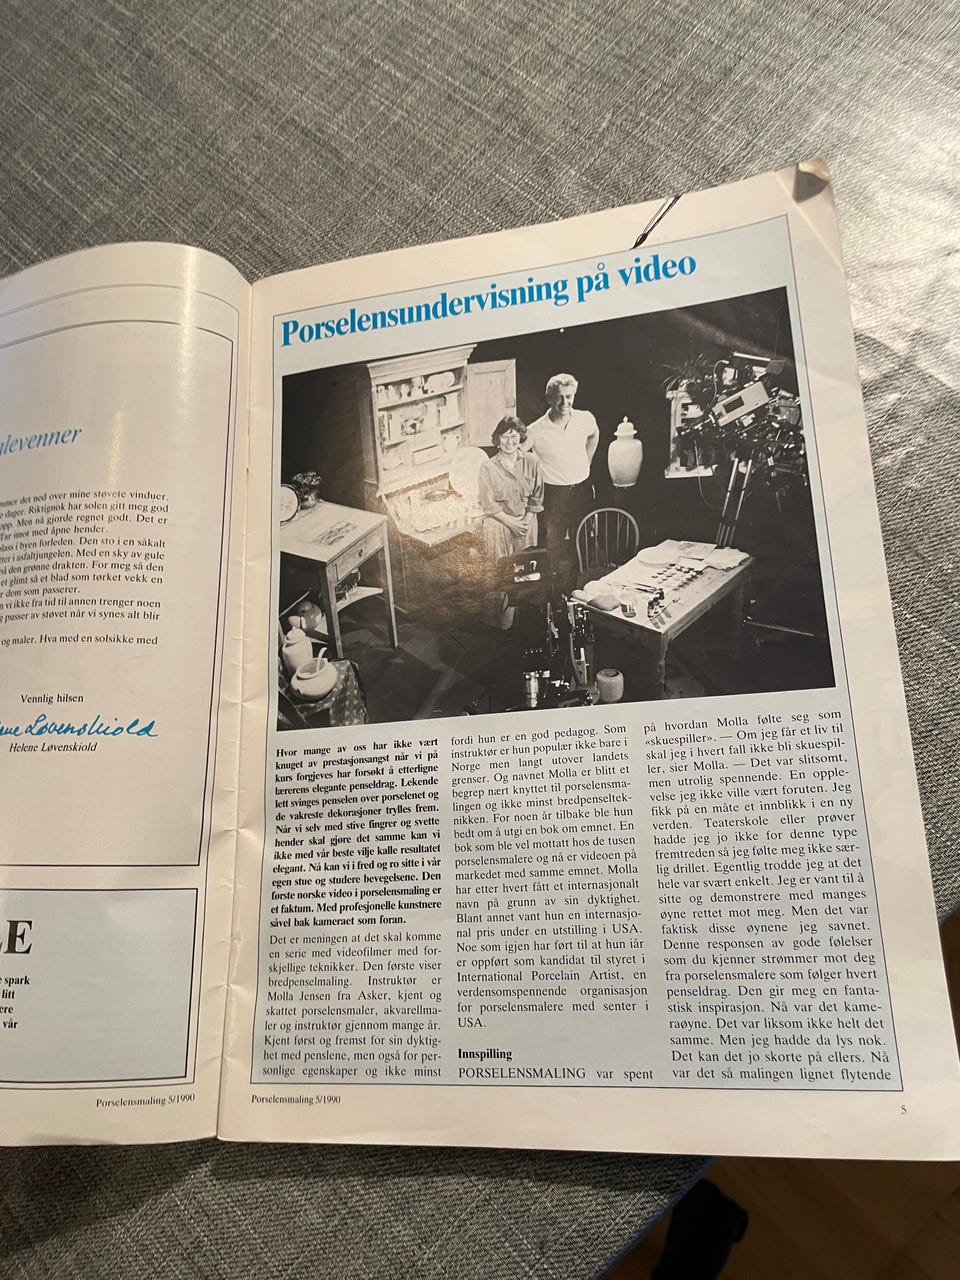 glevenner
mmer det ned over mine støvete vinduer.
e dager. Riktignok har solen gitt meg god
opp. Men nå gjorde regnet godt. Det er
Tar imot med åpne hender.
plass i byen forleden. Den sto i en såkalt
tter i asfaltjungelen. Med en sky av gule
så den grønne drakten. For meg så den
et glimt så et blad som tørket vekk en
r dem som passerer.
n vi ikke fra tid til annen trenger noen
g pusser av støvet når vi synes alt blir
og maler. Hva med en solsikke med
Vennlig hilsen
ne Løvenskiold
Helene Løvenskiold
E
e spark
litt
ere
vår
Porselensmaling 5/1990
Porselensundervisning på video
Hvor mange av oss har ikke vært
knuget av prestasjonsangst når vi på
kurs forgjeves har forsøkt å etterligne
lærerens elegante penseldrag. Lekende
lett svinges penselen over porselenet og
de vakreste dekorasjoner trylles frem.
Når vi selv med stive fingrer og svette
hender skal gjøre det samme kan vi
ikke med vår beste vilje kalle resultatet
elegant. Nå kan vi i fred og ro sitte i vår
egen stue og studere bevegelsene. Den
første norske video i porselensmaling er
et faktum. Med profesjonelle kunstnere
såvel bak kameraet som foran.
Det er meningen at det skal komme
en serie med videofilmer med for-
skjellige teknikker. Den første viser
bredpenselmaling. Instruktør er
Molla Jensen fra Asker, kjent og
skattet porselensmaler, akvarellma-
ler og instruktør gjennom mange år.
Kjent først og fremst for sin dyktig-
het med penslene, men også for per-
sonlige egenskaper og ikke minst
fordi hun er en god pedagog. Som
instruktør er hun populær ikke bare i
Norge men langt utover landets
grenser. Og navnet Molla er blitt et
begrep nært knyttet til porselensma-
lingen og ikke minst bredpenseltek-
nikken. For noen år tilbake ble hun
bedt om å utgi en bok om emnet. En
bok som ble vel mottatt hos de tusen
porselensmalere og nå er videoen på
markedet med samme emnet. Molla
har etter hvert fått et internasjonalt
navn på grunn av sin dyktighet.
Blant annet vant hun en internasjo-
nal pris under en utstilling i USA.
Noe som igjen har ført til at hun iår
er oppført som kandidat til styret i
International Porcelain Artist, en
verdensomspennende organisasjon
for porselensmalere med senter i
USA.
Innspilling
PORSELENSMALING var spent
på hvordan Molla følte seg som
«skuespiller». — Om jeg får et liv til
skal jeg i hvert fall ikke bli skuespil-
ler, sier Molla. — Det var slitsomt,
men utrolig spennende. En opple-
velse jeg ikke ville vært foruten. Jeg
fikk på en måte et innblikk i en ny
verden. Teaterskole eller prøver
hadde jeg jo ikke for denne type
fremtreden så jeg følte meg ikke sær-
lig drillet. Egentlig trodde jeg at det
hele var svært enkelt. Jeg er vant til å
sitte og demonstrere med manges
øyne rettet mot meg. Men det var
faktisk disse øynene jeg savnet.
Denne responsen av gode følelser
som du kjenner strømmer mot deg
fra porselensmalere som følger hvert
penseldrag. Den gir meg en fanta-
stisk inspirasjon. Nå var det kame-
raøyne. Det var liksom ikke helt det
samme. Men jeg hadde da lys nok.
Det kan det jo skorte på ellers. Nå
var det så malingen lignet flytende
Porselensmaling 5/1990
5